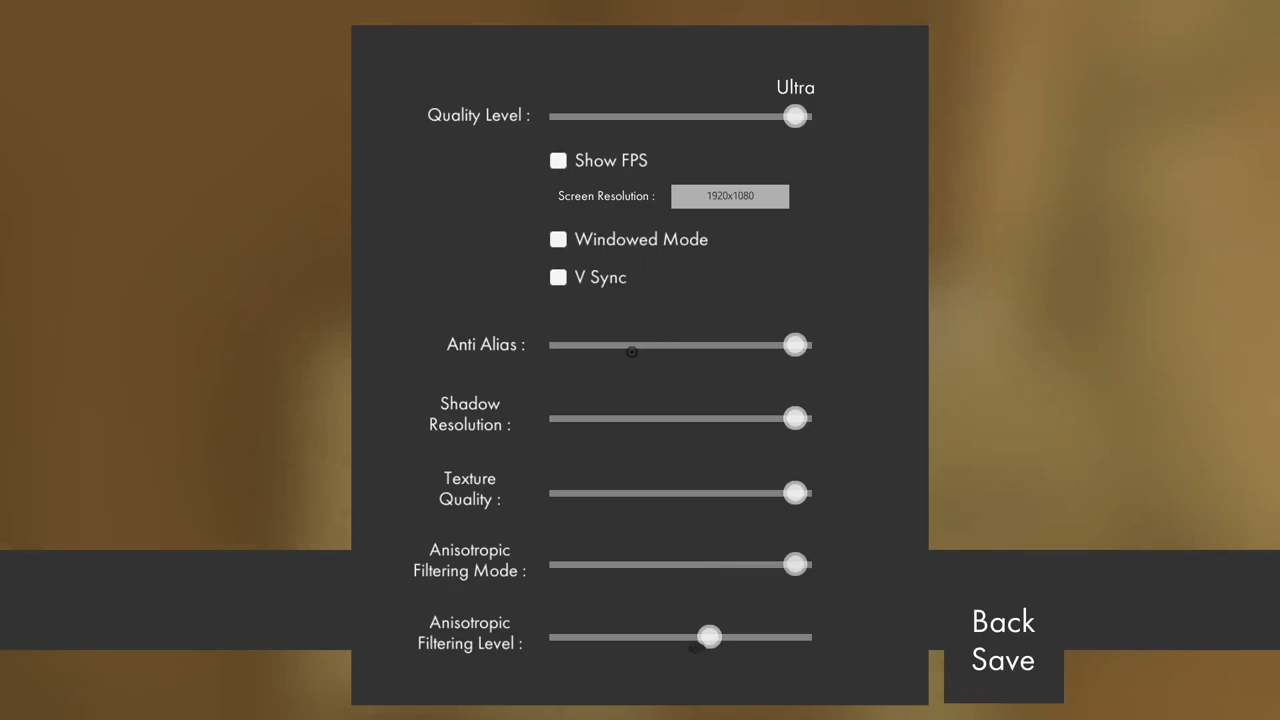 Ultra
Quality Level :
Show FPS
Screen Resolution : 1920x1080
Windowed Mode
V Sync
Anti Alias :
Shadow
Resolution :
Texture
Quality :
Anisotropic
Filtering Mode :
Anisotropic
Filtering Level :
Back
Save